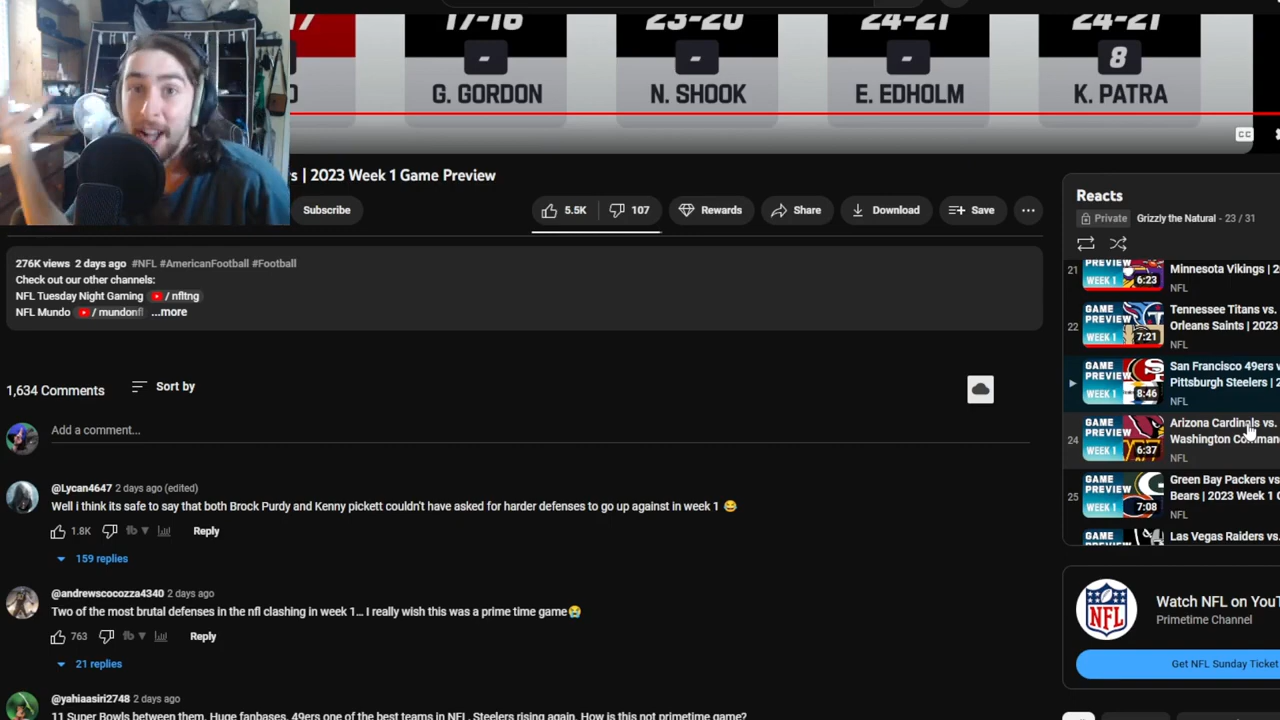 17-16
23-20
24-21
24-21
-
-
-
8
G. GORDON
N. SHOOK
E. EDHOLM
K. PATRA
CC
| 2023 Week 1 Game Preview
Subscribe
5.5K
107
Rewards
Share
Download
Save
276K views 2 days ago #NFL #AmericanFootball #Football
Check out our other channels:
NFL Tuesday Night Gaming / nfltng
NFL Mundo / mundonfl ...more
1,634 Comments
Sort by
Add a comment...
@Lycan4647 2 days ago (edited)
Well i think its safe to say that both Brock Purdy and Kenny pickett couldn't have asked for harder defenses to go up against in week 1 😂
1.8K
Reply
159 replies
@andrewscocozza4340 2 days ago
Two of the most brutal defenses in the nfl clashing in week 1... I really wish this was a prime time game😭
763
Reply
21 replies
@yahiaasiri2748 2 days ago
11 Super Bowls between them. Huge fanbases. 49ers one of the best teams in NFL. Steelers rising again. How is this not primetime game?
Reacts
Private Grizzly the Natural - 23 / 31
21
PREVIEW
WEEK 1
6:23
Minnesota Vikings |
NFL
22
GAME
PREVIEW
WEEK 1
7:21
Tennessee Titans vs.
Orleans Saints | 2023
NFL
GAME
PREVIEW
WEEK 1
8:46
San Francisco 49ers
Pittsburgh Steelers |
NFL
24
GAME
PREVIEW
WEEK 1
6:37
Arizona Cardinals vs.
Washington
NFL
25
GAME
PREVIEW
WEEK 1
7:08
Green Bay Packers vs
Bears | 2023 Week 1
NFL
GAME
PREVIEW
Las Vegas Raiders vs.
NFL
Watch NFL on
Primetime Channel
Get NFL Sunday Ticket